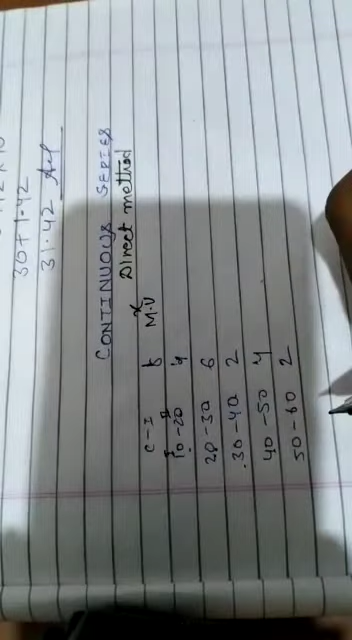 30 + 1.42
31.42 Ans
CONTINUOUS SERIES
Direct method
x
C-I f M.V
10-20 4
20-30 6
30-40 2
40-50 4
50-60 2